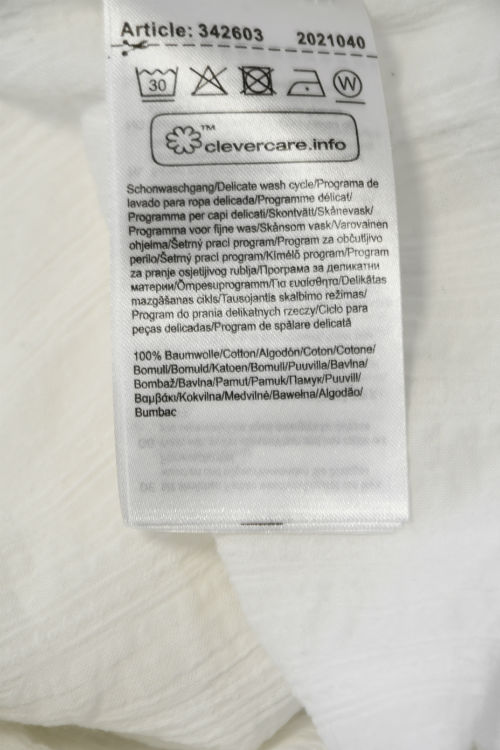 Article: 342603 2021040
30 W
™ clevercare.info
Schonwaschgang/Delicate wash cycle/Programa de
lavado para ropa delicada/Programme délicat/
Programma per capi delicati/Skontvätt/Skånevask/
Programma voor fijne was/Skånsom vask/Varovainen
ohjelma/Šetrný prací program/Program za občutljivo
perilo/Šetrný prací program/Kímélő program/Program
za pranje osjetljivog rublja/Програма за деликатни
материи/Õmpesuprogramm/Για ευαίσθητα/Delikātas
mazgāšanas cikls/Tausojantis skalbimo režimas/
Program do prania delikatnych rzeczy/Ciclo para
peças delicadas/Program de spălare delicată
100% Baumwolle/Cotton/Algodón/Coton/Cotone/
Bomull/Bomuld/Katoen/Bomull/Puuvilla/Bavlna/
Bombaž/Bavlna/Pamut/Pamuk/Памук/Puuvill/
Βαμβάκι/Kokvilna/Medvilnė/Bawełna/Algodão/
Bumbac